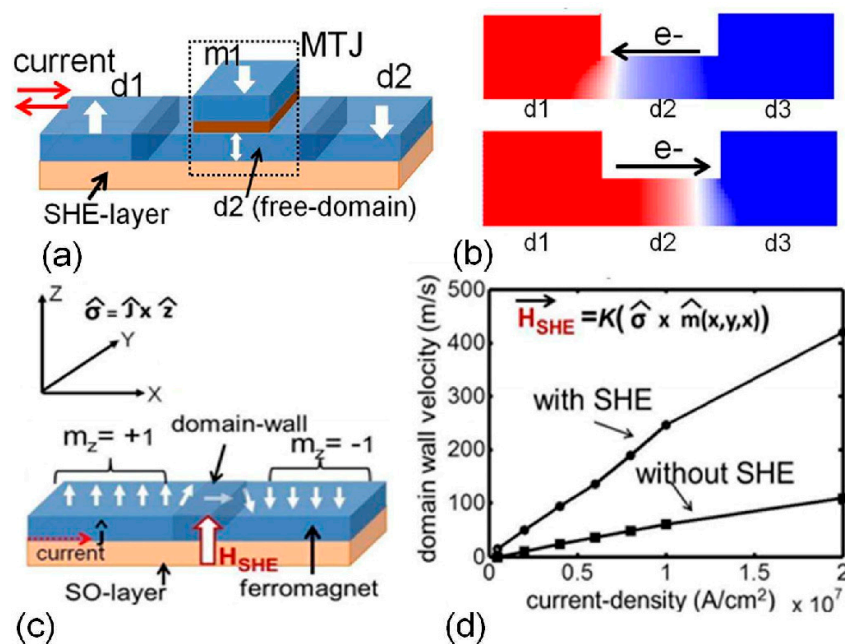 current
d1
m1
MTJ
d2
SHE-layer
d2 (free-domain)
(a)
e-
d1 d2 d3
e-
d1 d2 d3
(b)
Z
Y
X
σ̂ = Ĵ x ẑ
domain-wall
m_z = +1
m_z = -1
Ĵ
current
H_SHE
SO-layer
ferromagnet
(c)
H_SHE = K( σ̂ x m̂(x,y,x))
domain wall velocity (m/s)
500
400
300
200
100
0
with SHE
without SHE
0 0.5 1 1.5 2
current-density (A/cm²) x 10⁷
(d)